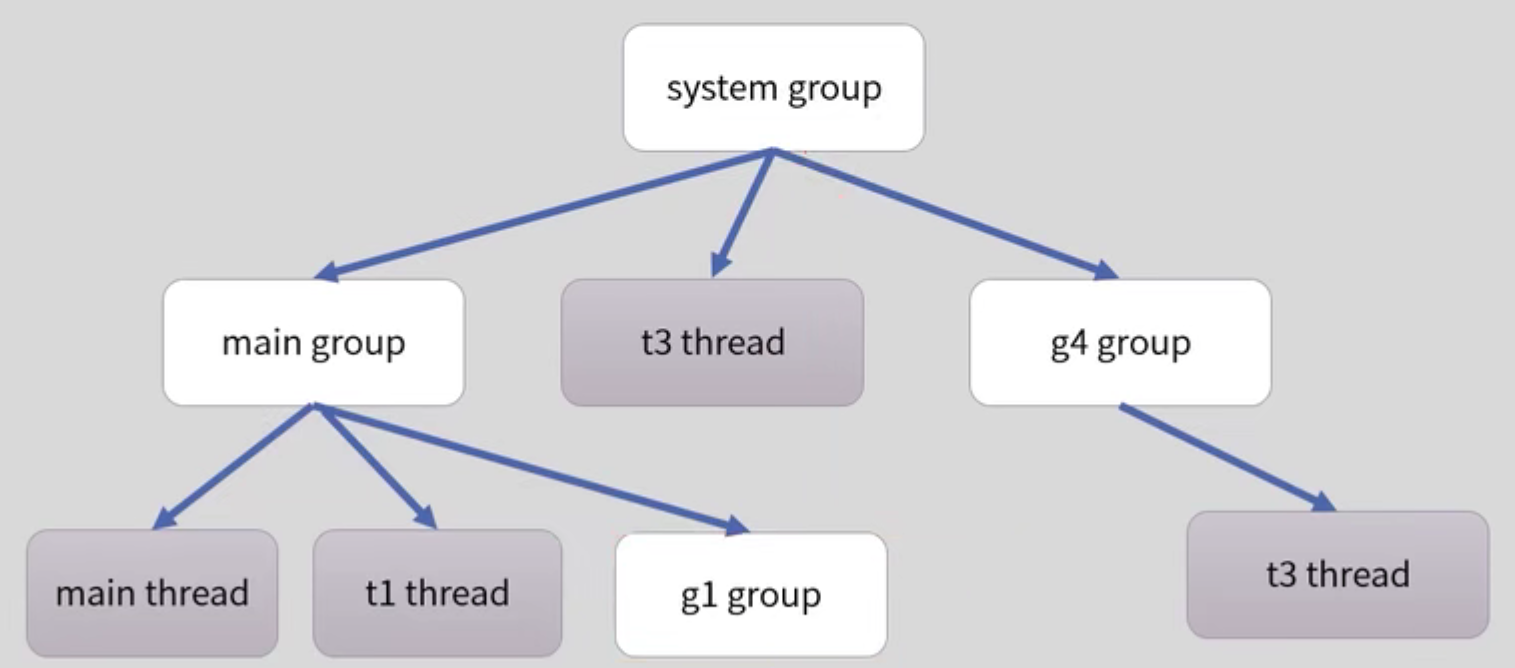 system group
main group
t3 thread
g4 group
main thread
t1 thread
g1 group
t3 thread